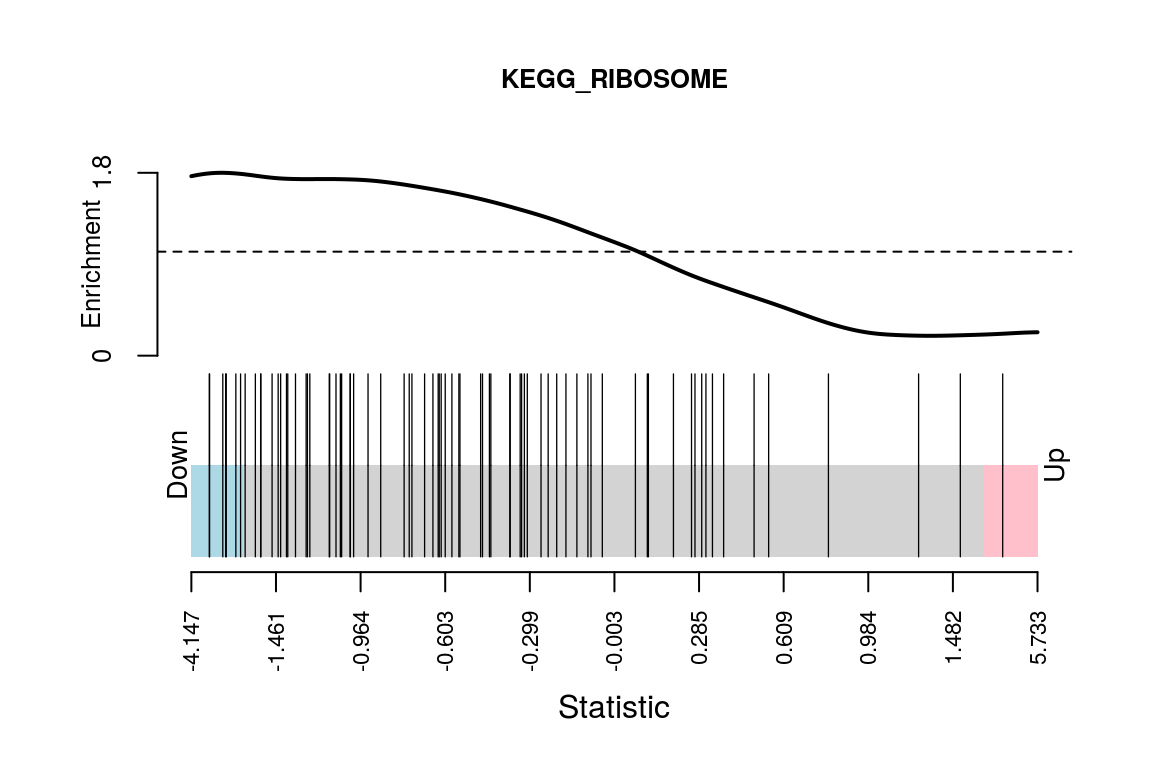 KEGG_RIBOSOME
Enrichment
1.8
0
Down
Up
-4.147
-1.461
-0.964
-0.603
-0.299
-0.003
0.285
0.609
0.984
1.482
5.733
Statistic